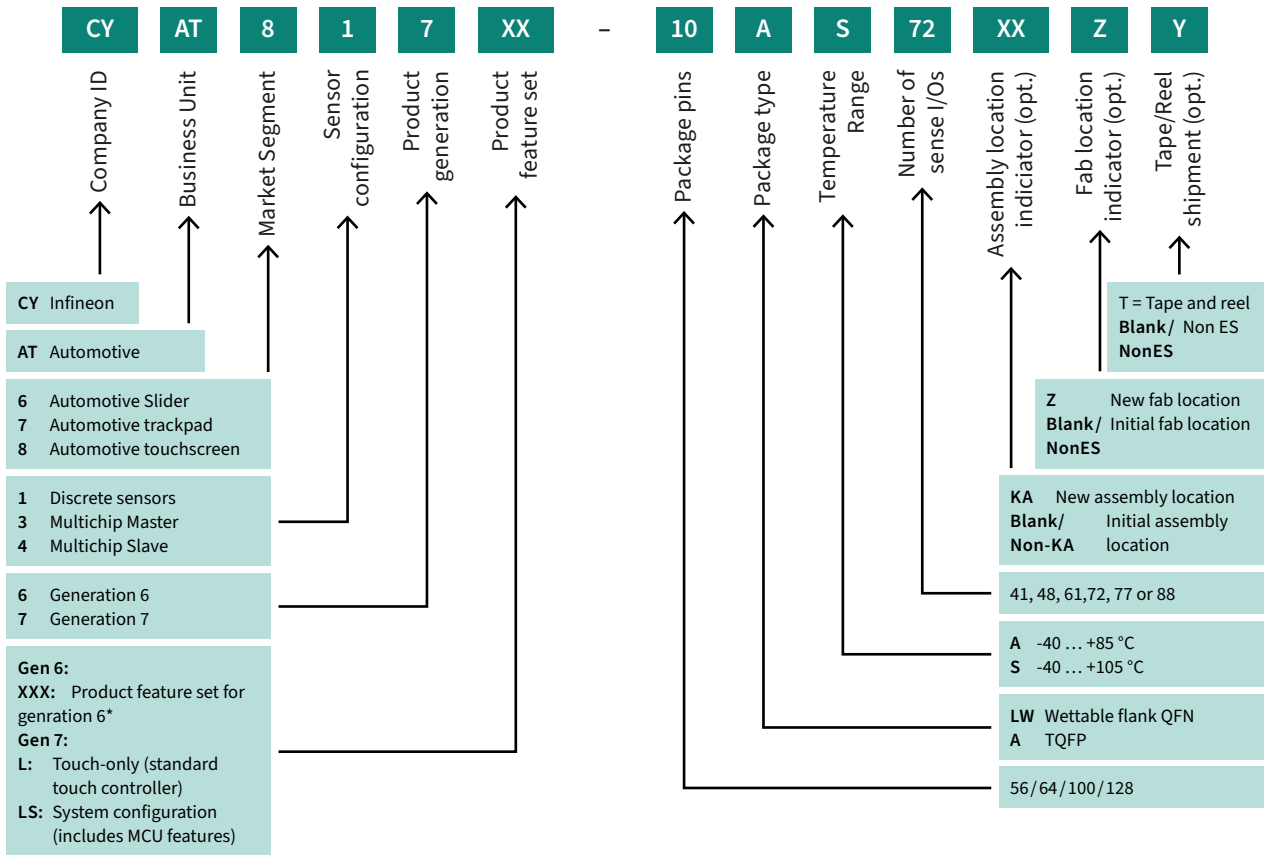 CY AT 8 1 7 XX – 10 A S 72 XX Z Y
Company ID
Business Unit
Market Segment
Sensor
configuration
Product
generation
Product
feature set
Package pins
Package type
Temperature
Range
Number of
sense I/Os
Assembly location
indiciator (opt.)
Fab location
indicator (opt.)
Tape/Reel
shipment (opt.)
CY Infineon
AT Automotive
6 Automotive Slider
7 Automotive trackpad
8 Automotive touchscreen
1 Discrete sensors
3 Multichip Master
4 Multichip Slave
6 Generation 6
7 Generation 7
Gen 6:
XXX: Product feature set for
genration 6*
Gen 7:
L: Touch-only (standard
touch controller)
LS: System configuration
(includes MCU features)
T = Tape and reel
Blank/ Non ES
NonES
Z New fab location
Blank/ Initial fab location
NonES
KA New assembly location
Blank/ Initial assembly
Non-KA location
41, 48, 61,72, 77 or 88
A -40 … +85 °C
S -40 … +105 °C
LW Wettable flank QFN
A TQFP
56/64/100/128